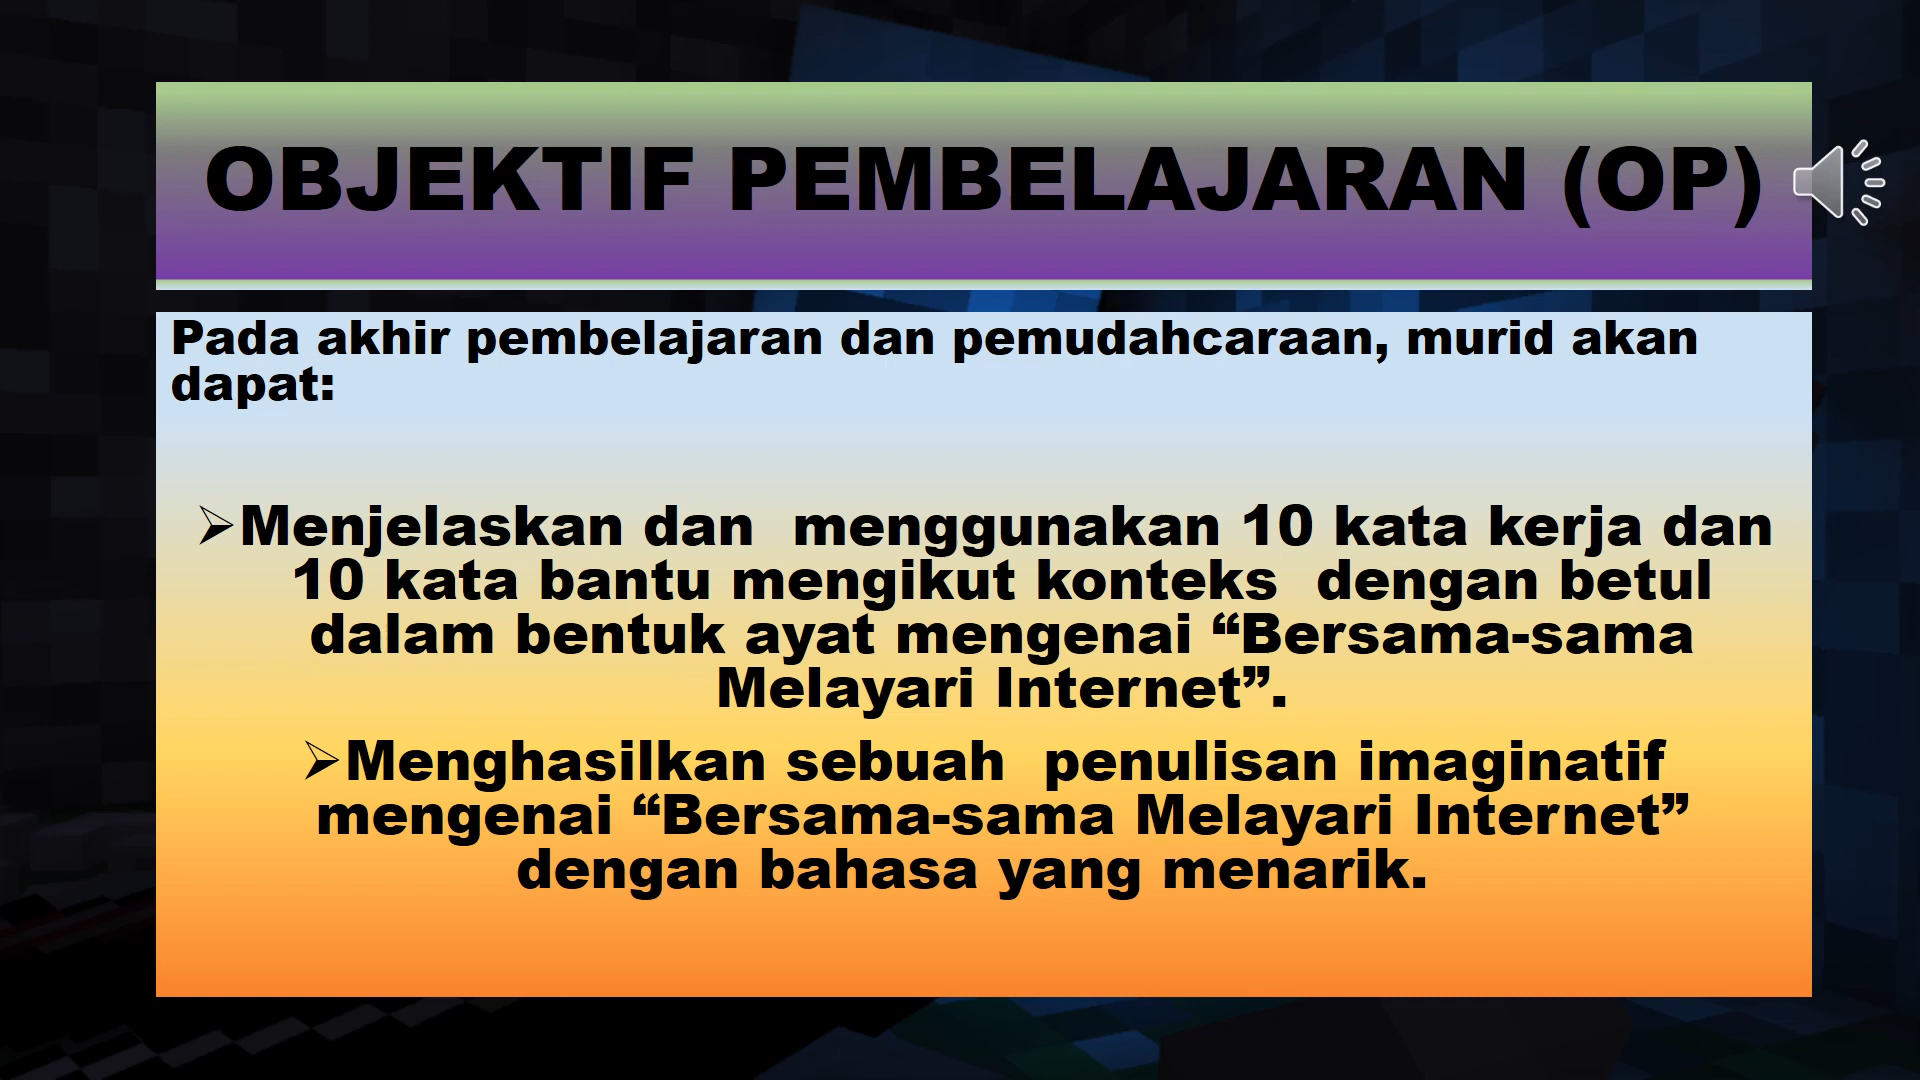 OBJEKTIF PEMBELAJARAN (OP)
Pada akhir pembelajaran dan pemudahcaraan, murid akan
dapat:
➢Menjelaskan dan  menggunakan 10 kata kerja dan
10 kata bantu mengikut konteks  dengan betul
dalam bentuk ayat mengenai “Bersama-sama
Melayari Internet”.
➢Menghasilkan sebuah  penulisan imaginatif
mengenai “Bersama-sama Melayari Internet”
dengan bahasa yang menarik.